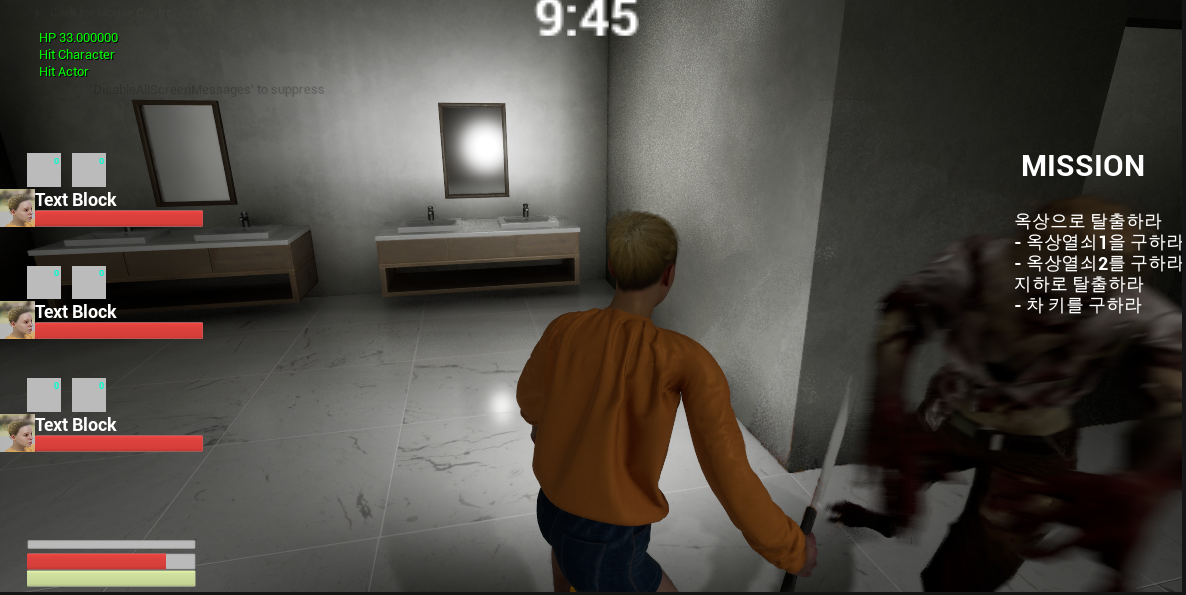 9:45
HP 33.000000
Hit Character
Hit Actor
'DisableAllScreenMessages' to suppress
Text Block
Text Block
Text Block
MISSION
옥상으로 탈출하라
- 옥상열쇠1을 구하라
- 옥상열쇠2를 구하라
지하로 탈출하라
- 차 키를 구하라